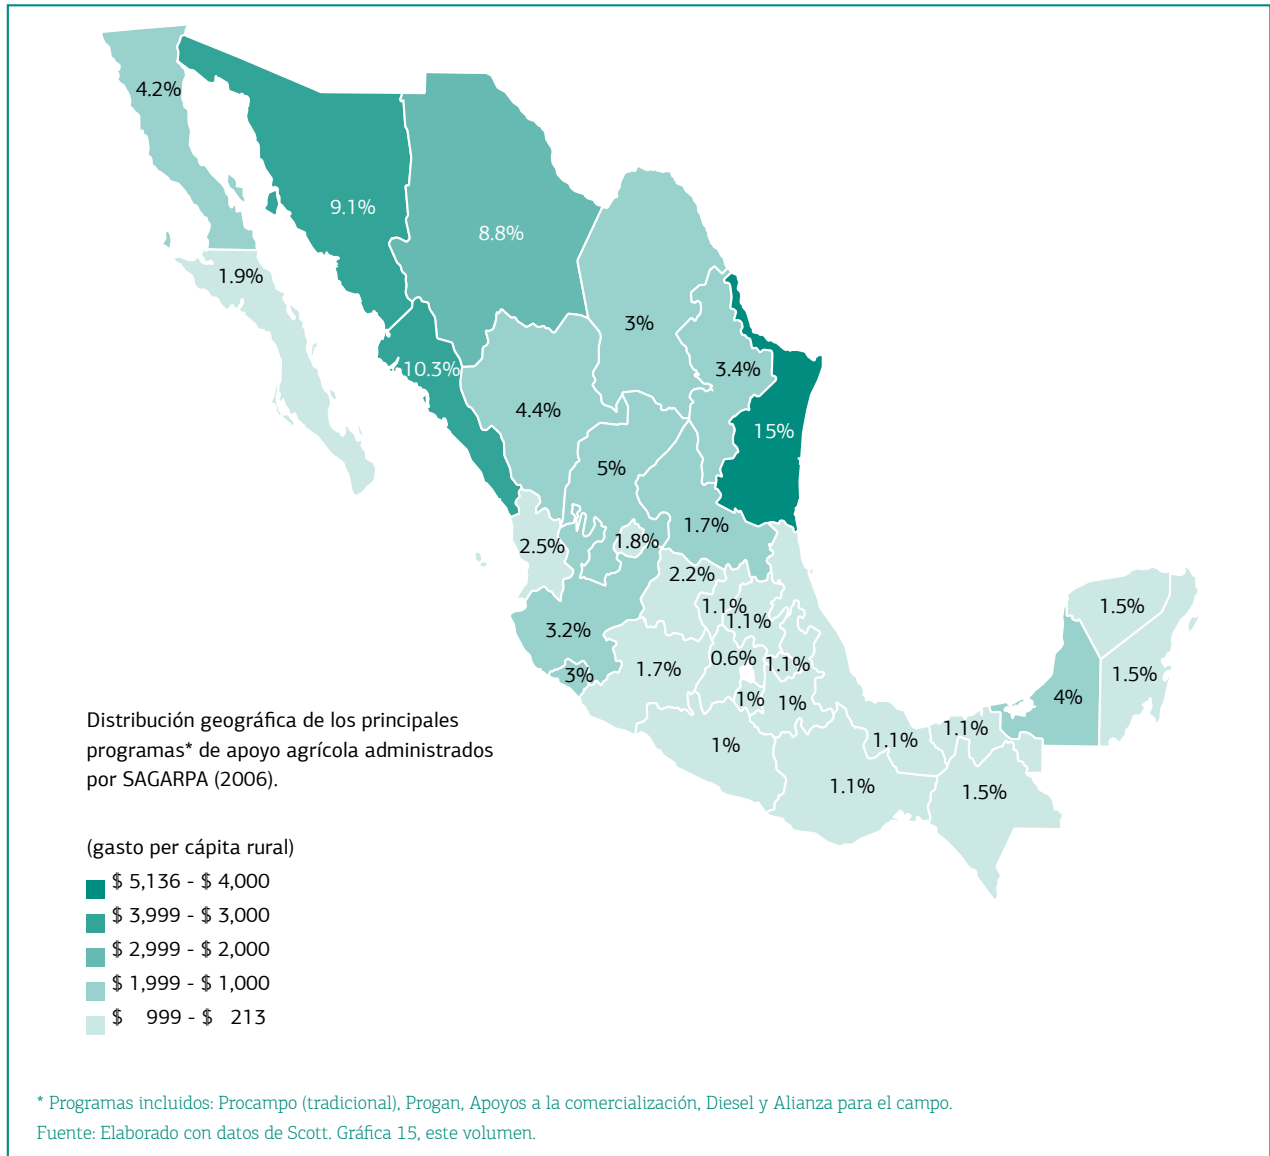 4.2%
9.1%
8.8%
1.9%
3%
10.3%
3.4%
4.4%
15%
5%
1.7%
2.5%
1.8%
2.2%
1.1%
1.1%
1.5%
3.2%
0.6%
1.1%
1.7%
3%
1.5%
1%
1%
4%
1%
1.1%
1.1%
1.1%
1.5%
Distribución geográfica de los principales
programas* de apoyo agrícola administrados
por SAGARPA (2006).
(gasto per cápita rural)
$ 5,136 - $ 4,000
$ 3,999 - $ 3,000
$ 2,999 - $ 2,000
$ 1,999 - $ 1,000
$ 999 - $ 213
* Programas incluidos: Procampo (tradicional), Progan, Apoyos a la comercialización, Diesel y Alianza para el campo.
Fuente: Elaborado con datos de Scott. Gráfica 15, este volumen.